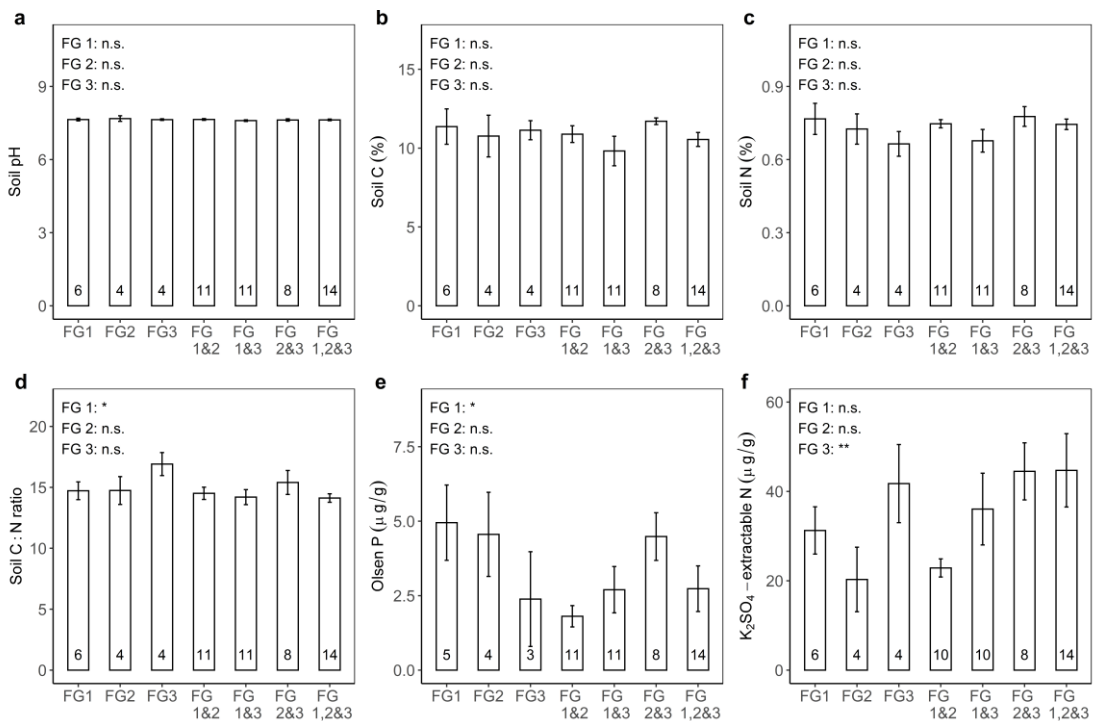 a
FG 1: n.s.
FG 2: n.s.
FG 3: n.s.
Soil pH
9
6
3
0
6 4 4 11 11 8 14
FG1 FG2 FG3 FG FG FG FG
1&2 1&3 2&3 1,2&3
b
FG 1: n.s.
FG 2: n.s.
FG 3: n.s.
Soil C (%)
15
10
5
0
6 4 4 11 11 8 14
FG1 FG2 FG3 FG FG FG FG
1&2 1&3 2&3 1,2&3
c
FG 1: n.s.
FG 2: n.s.
FG 3: n.s.
Soil N (%)
0.9
0.6
0.3
0.0
6 4 4 11 11 8 14
FG1 FG2 FG3 FG FG FG FG
1&2 1&3 2&3 1,2&3
d
FG 1: *
FG 2: n.s.
FG 3: n.s.
Soil C : N ratio
20
15
10
5
0
6 4 4 11 11 8 14
FG1 FG2 FG3 FG FG FG FG
1&2 1&3 2&3 1,2&3
e
FG 1: *
FG 2: n.s.
FG 3: n.s.
Olsen P (μ g/g)
7.5
5.0
2.5
0.0
5 4 3 11 11 8 14
FG1 FG2 FG3 FG FG FG FG
1&2 1&3 2&3 1,2&3
f
FG 1: n.s.
FG 2: n.s.
FG 3: **
K₂SO₄ – extractable N (μ g/g)
60
40
20
0
6 4 4 10 10 8 14
FG1 FG2 FG3 FG FG FG FG
1&2 1&3 2&3 1,2&3